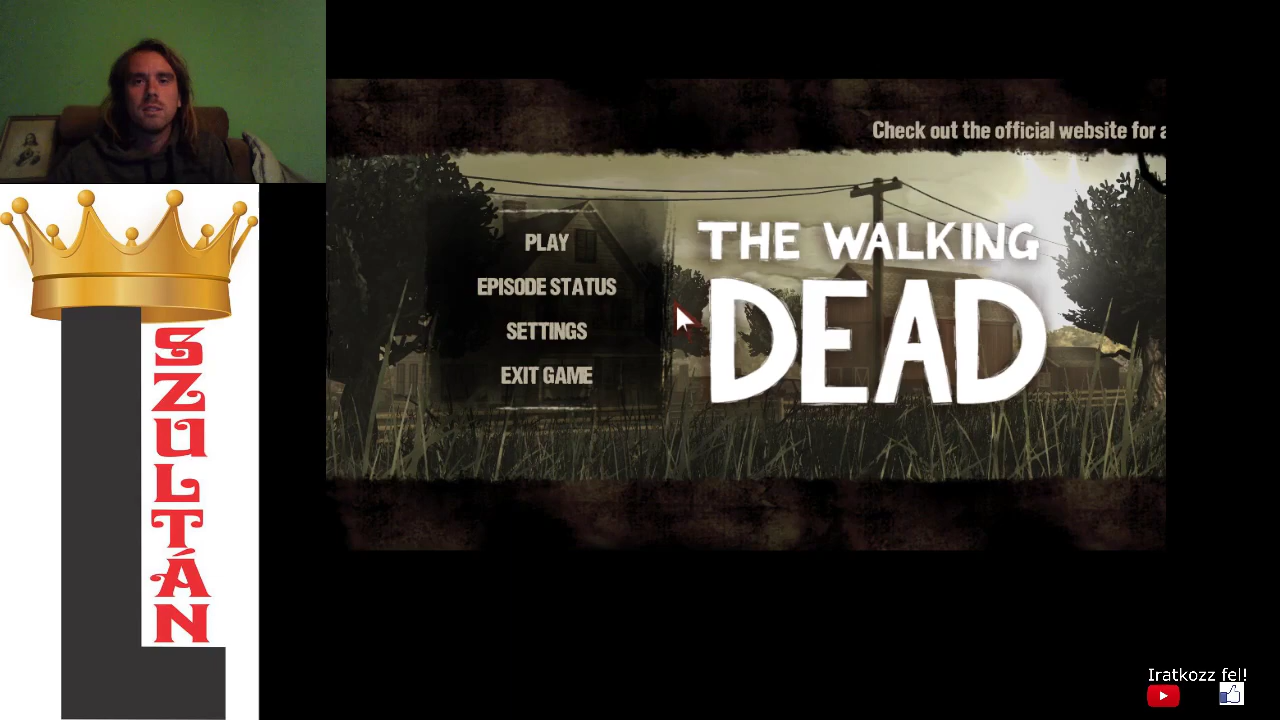 Check out the official website for a
PLAY
EPISODE STATUS
SETTINGS
EXIT GAME
THE WALKING
DEAD
L
SZULTÁN
Iratkozz fel!